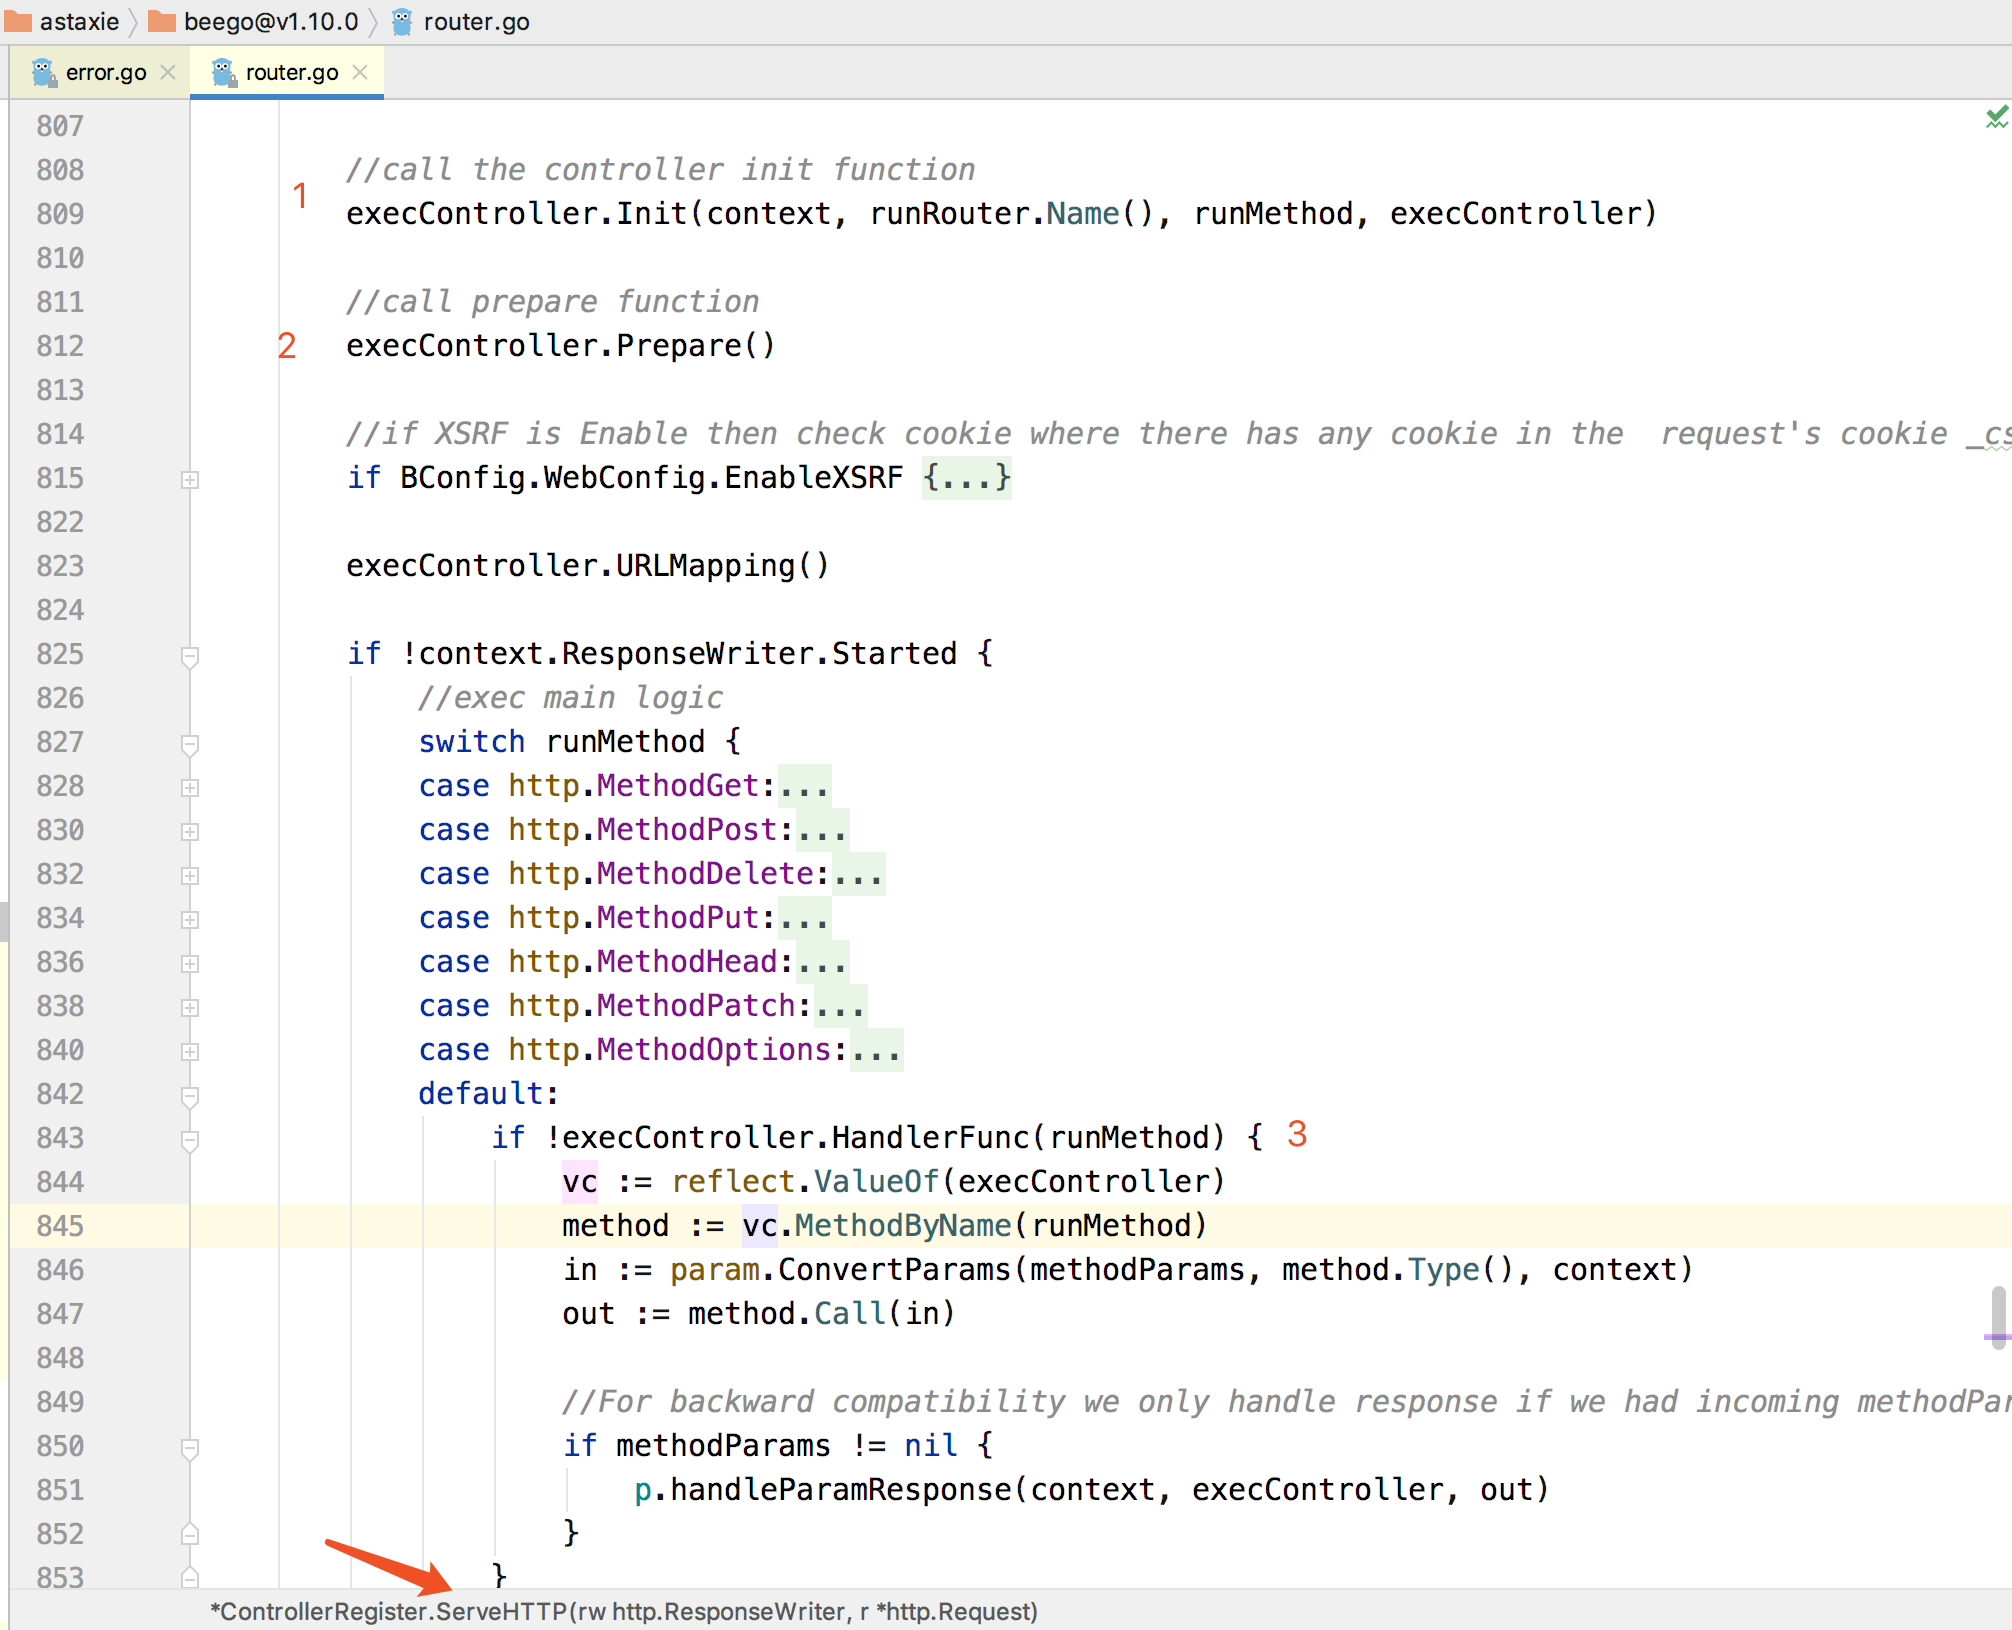 astaxie beego@v1.10.0 router.go
error.go router.go
807
808 //call the controller init function
1
809 execController.Init(context, runRouter.Name(), runMethod, execController)
810
811 //call prepare function
812 2 execController.Prepare()
813
814 //if XSRF is Enable then check cookie where there has any cookie in the  request's cookie _cs
815 if BConfig.WebConfig.EnableXSRF {...}
822
823 execController.URLMapping()
824
825 if !context.ResponseWriter.Started {
826 //exec main logic
827 switch runMethod {
828 case http.MethodGet:...
830 case http.MethodPost:...
832 case http.MethodDelete:...
834 case http.MethodPut:...
836 case http.MethodHead:...
838 case http.MethodPatch:...
840 case http.MethodOptions:...
842 default:
843 if !execController.HandlerFunc(runMethod) { 3
844 vc := reflect.ValueOf(execController)
845 method := vc.MethodByName(runMethod)
846 in := param.ConvertParams(methodParams, method.Type(), context)
847 out := method.Call(in)
848
849 //For backward compatibility we only handle response if we had incoming methodPar
850 if methodParams != nil {
851 p.handleParamResponse(context, execController, out)
852 }
853 }
*ControllerRegister.ServeHTTP(rw http.ResponseWriter, r *http.Request)